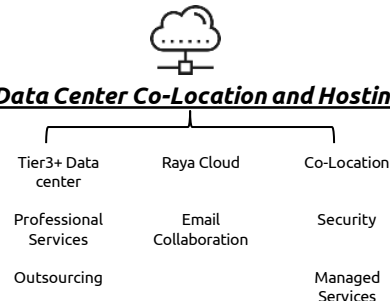 Data Center Co-Location and Hostin
Tier3+ Data
center
Raya Cloud
Co-Location
Professional
Services
Email
Collaboration
Security
Outsourcing
Managed
Services